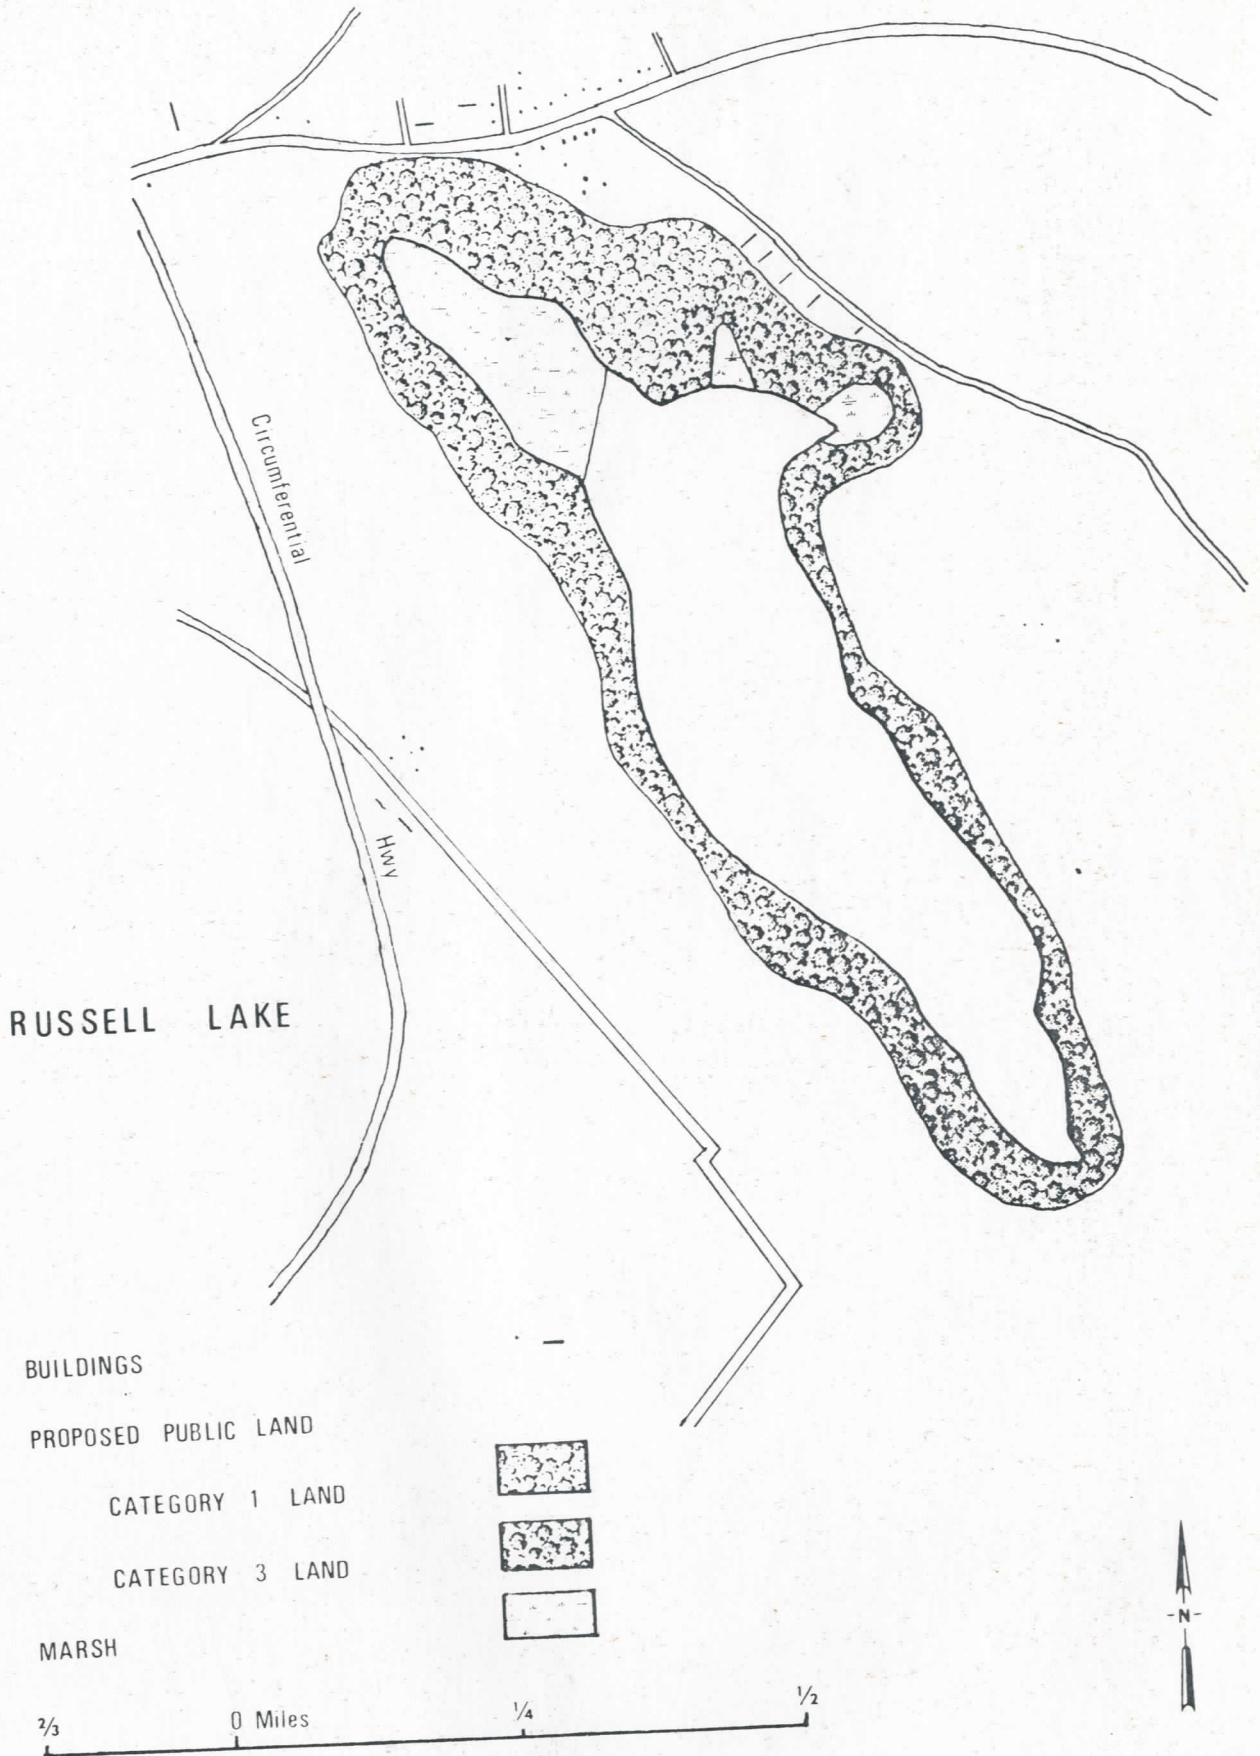 Circumferential
Hwy
RUSSELL LAKE
BUILDINGS
PROPOSED PUBLIC LAND
CATEGORY 1 LAND
CATEGORY 3 LAND
MARSH
-N-
2/3 0 Miles 1/4 1/2